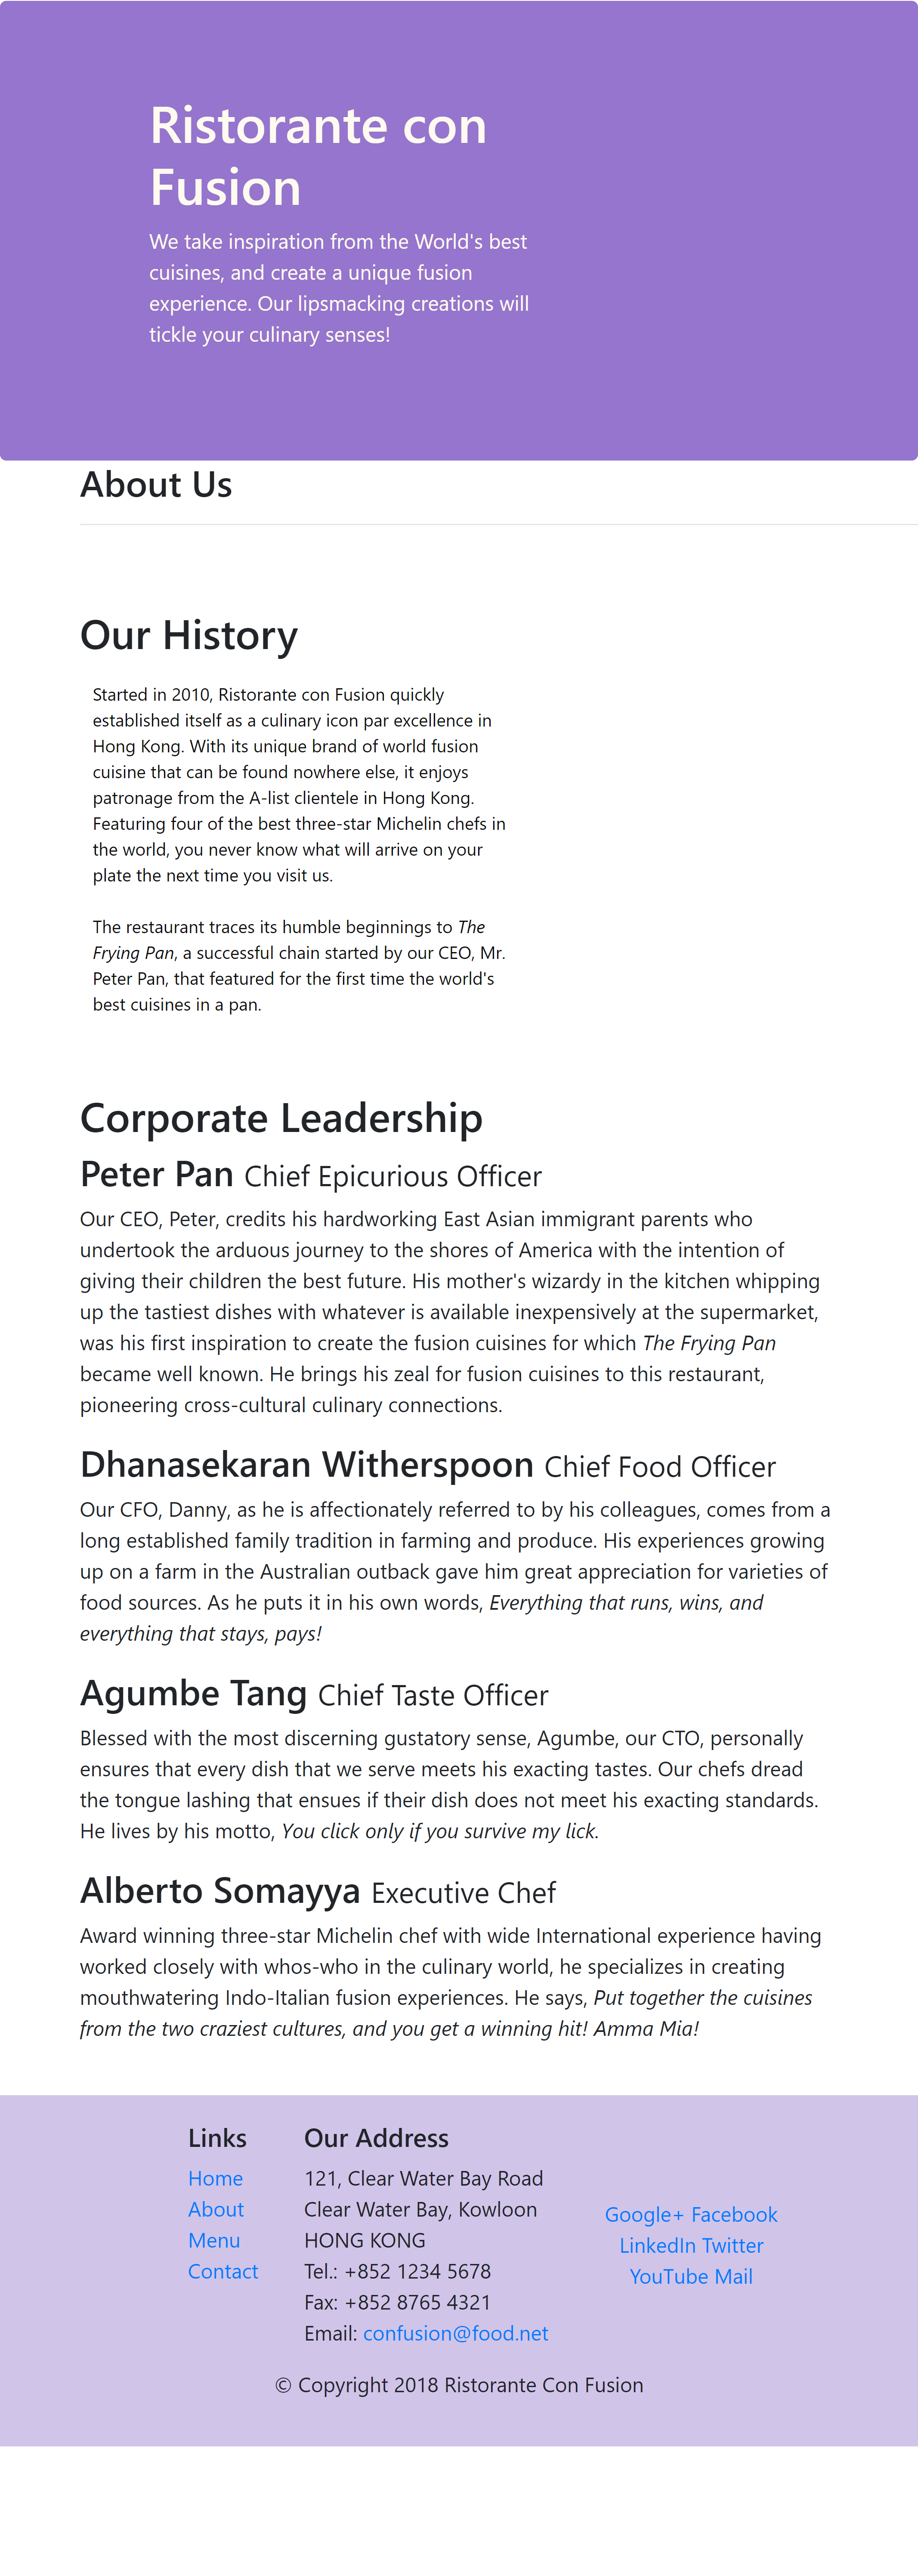 Ristorante con
Fusion
We take inspiration from the World's best
cuisines, and create a unique fusion
experience. Our lipsmacking creations will
tickle your culinary senses!
About Us
Our History
Started in 2010, Ristorante con Fusion quickly
established itself as a culinary icon par excellence in
Hong Kong. With its unique brand of world fusion
cuisine that can be found nowhere else, it enjoys
patronage from the A-list clientele in Hong Kong.
Featuring four of the best three-star Michelin chefs in
the world, you never know what will arrive on your
plate the next time you visit us.
The restaurant traces its humble beginnings to The
Frying Pan, a successful chain started by our CEO, Mr.
Peter Pan, that featured for the first time the world's
best cuisines in a pan.
Corporate Leadership
Peter Pan Chief Epicurious Officer
Our CEO, Peter, credits his hardworking East Asian immigrant parents who
undertook the arduous journey to the shores of America with the intention of
giving their children the best future. His mother's wizardy in the kitchen whipping
up the tastiest dishes with whatever is available inexpensively at the supermarket,
was his first inspiration to create the fusion cuisines for which The Frying Pan
became well known. He brings his zeal for fusion cuisines to this restaurant,
pioneering cross-cultural culinary connections.
Dhanasekaran Witherspoon Chief Food Officer
Our CFO, Danny, as he is affectionately referred to by his colleagues, comes from a
long established family tradition in farming and produce. His experiences growing
up on a farm in the Australian outback gave him great appreciation for varieties of
food sources. As he puts it in his own words, Everything that runs, wins, and
everything that stays, pays!
Agumbe Tang Chief Taste Officer
Blessed with the most discerning gustatory sense, Agumbe, our CTO, personally
ensures that every dish that we serve meets his exacting tastes. Our chefs dread
the tongue lashing that ensues if their dish does not meet his exacting standards.
He lives by his motto, You click only if you survive my lick.
Alberto Somayya Executive Chef
Award winning three-star Michelin chef with wide International experience having
worked closely with whos-who in the culinary world, he specializes in creating
mouthwatering Indo-Italian fusion experiences. He says, Put together the cuisines
from the two craziest cultures, and you get a winning hit! Amma Mia!
Links
Home
About
Menu
Contact
Our Address
121, Clear Water Bay Road
Clear Water Bay, Kowloon
HONG KONG
Tel.: +852 1234 5678
Fax: +852 8765 4321
Email: confusion@food.net
Google+ Facebook
LinkedIn Twitter
YouTube Mail
© Copyright 2018 Ristorante Con Fusion